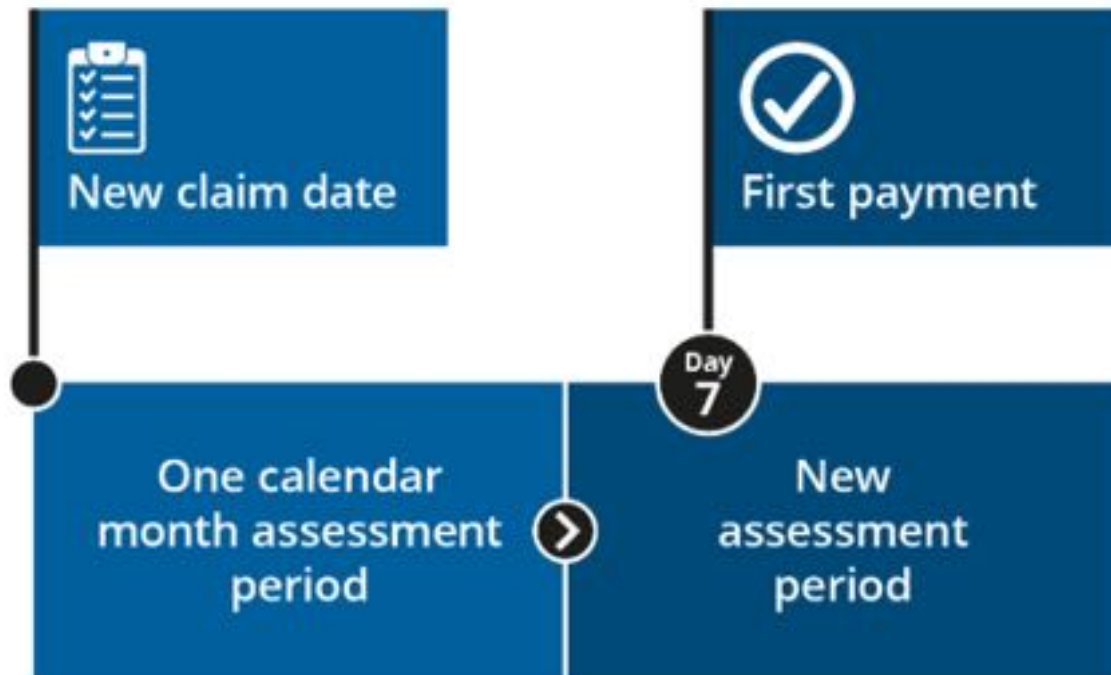 New claim date
First payment
Day
7
One calendar
month assessment
period
New
assessment
period